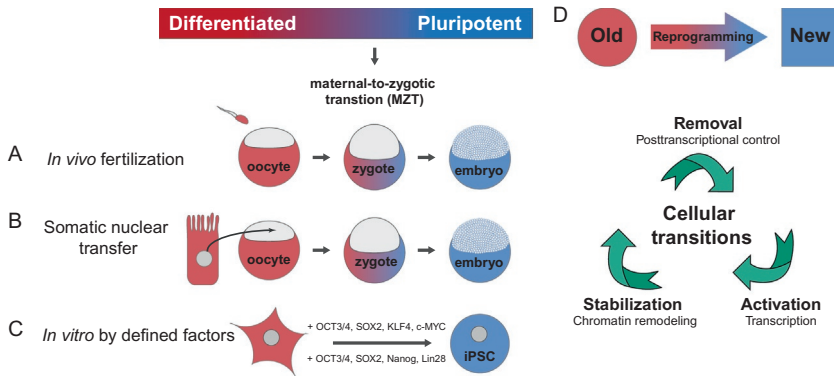 Differentiated Pluripotent
maternal-to-zygotic
transtion (MZT)
A In vivo fertilization
oocyte zygote embryo
B Somatic nuclear
transfer
oocyte zygote embryo
C In vitro by defined factors
+ OCT3/4, SOX2, KLF4, c-MYC
+ OCT3/4, SOX2, Nanog, Lin28
iPSC
D
Old Reprogramming New
Removal
Posttranscriptional control
Cellular
transitions
Stabilization
Chromatin remodeling
Activation
Transcription